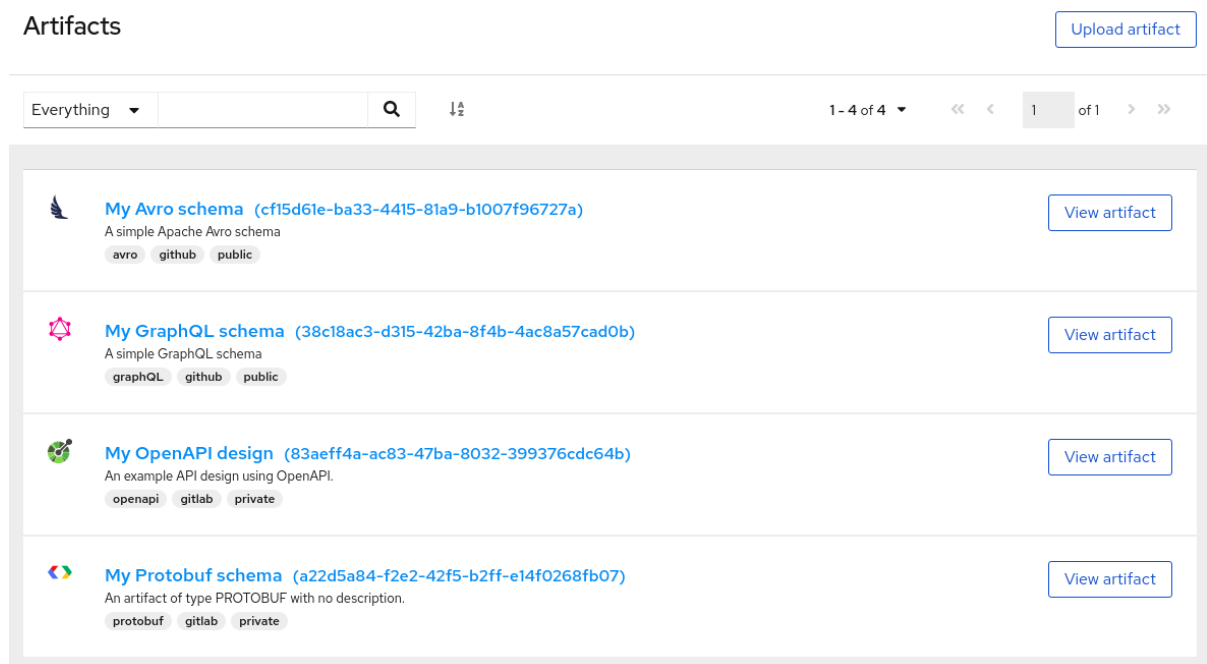 Artifacts
Upload artifact
Everything
1 - 4 of 4
1 of 1
My Avro schema (cf15d61e-ba33-4415-81a9-b1007f96727a)
View artifact
A simple Apache Avro schema
avro github public
My GraphQL schema (38c18ac3-d315-42ba-8f4b-4ac8a57cad0b)
View artifact
A simple GraphQL schema
graphQL github public
My OpenAPI design (83aeff4a-ac83-47ba-8032-399376cdc64b)
View artifact
An example API design using OpenAPI.
openapi gitlab private
My Protobuf schema (a22d5a84-f2e2-42f5-b2ff-e14f0268fb07)
View artifact
An artifact of type PROTOBUF with no description.
protobuf gitlab private